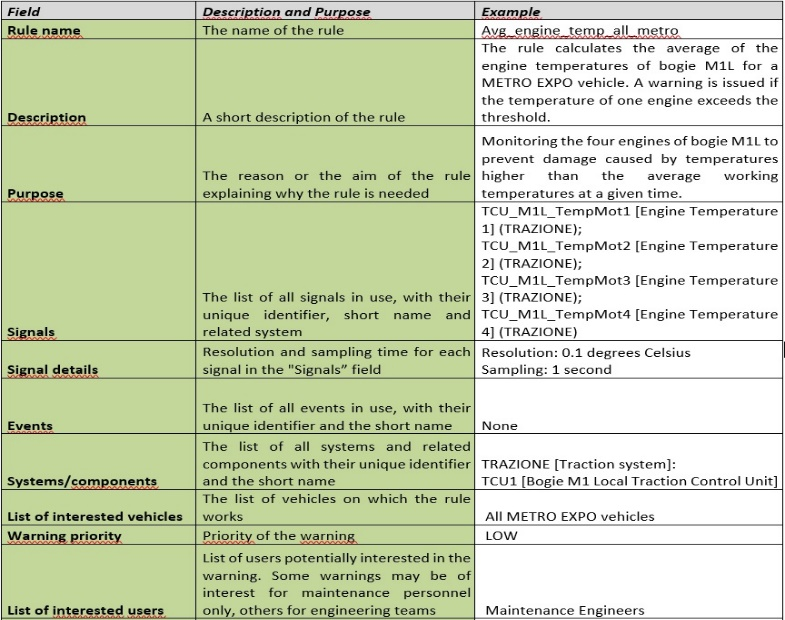 Field Description and Purpose Example
Rule name The name of the rule Avg_engine_temp_all_metro
The rule calculates the average of the
engine temperatures of bogie M1L for a
METRO EXPO vehicle. A warning is issued if
the temperature of one engine exceeds the
Description A short description of the rule threshold.
Monitoring the four engines of bogie M1L to
prevent damage caused by temperatures
The reason or the aim of the rule higher than the average working
Purpose explaining why the rule is needed temperatures at a given time.
TCU_M1L_TempMot1 [Engine Temperature
1] (TRAZIONE);
TCU_M1L_TempMot2 [Engine Temperature
2] (TRAZIONE);
TCU_M1L_TempMot3 [Engine Temperature
The list of all signals in use, with their 3] (TRAZIONE);
unique identifier, short name and TCU_M1L_TempMot4 [Engine Temperature
Signals related system 4] (TRAZIONE)
Resolution and sampling time for each Resolution: 0.1 degrees Celsius
Signal details signal in the "Signals” field Sampling: 1 second
The list of all events in use, with their
Events unique identifier and the short name None
The list of all systems and related
components with their unique identifier TRAZIONE [Traction system]:
Systems/components and the short name TCU1 [Bogie M1 Local Traction Control Unit]
The list of vehicles on which the rule
List of interested vehicles works All METRO EXPO vehicles
Warning priority Priority of the warning LOW
List of users potentially interested in the
warning. Some warnings may be of
interest for maintenance personnel
List of interested users only, others for engineering teams Maintenance Engineers